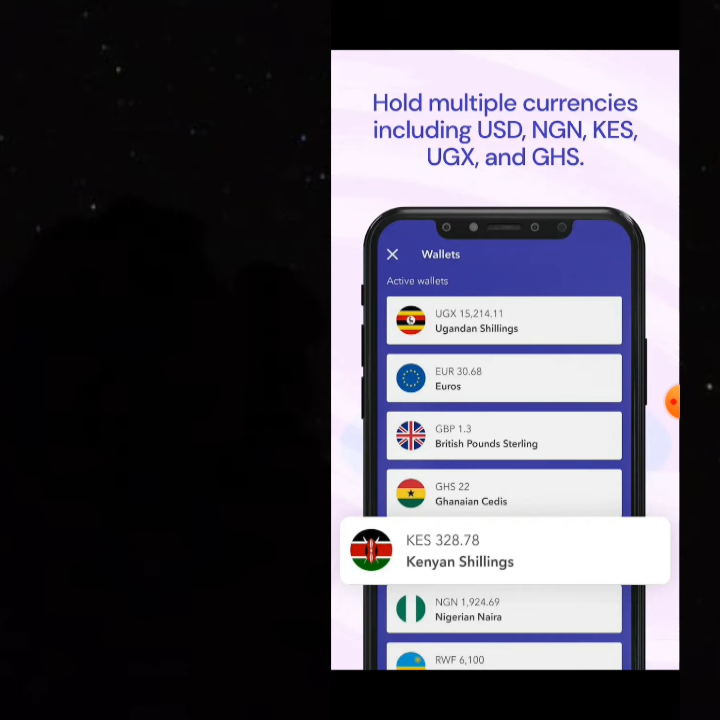 Hold multiple currencies
including USD, NGN, KES,
UGX, and GHS.
Wallets
Active wallets
UGX 15,214.11
Ugandan Shillings
EUR 30.68
Euros
GBP 1.3
British Pounds Sterling
GHS 22
Ghanaian Cedis
KES 328.78
Kenyan Shillings
NGN 1,924.69
Nigerian Naira
RWF 6,100